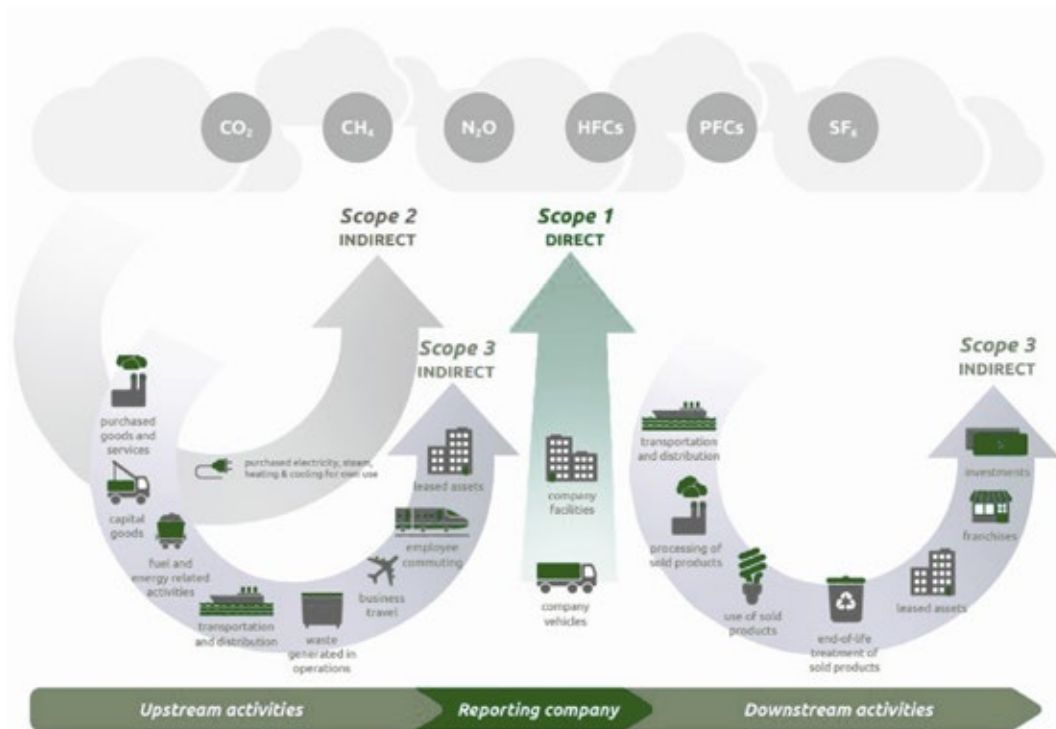 CO₂
CH₄
N₂O
HFCs
PFCs
SF₆
Scope 2
INDIRECT
Scope 1
DIRECT
Scope 3
INDIRECT
Scope 3
INDIRECT
purchased
goods and
services
capital
goods
fuel and
energy related
activities
transportation
and distribution
waste
generated in
operations
business
travel
employee
commuting
leased assets
purchased electricity, steam,
heating & cooling for own use
company
facilities
company
vehicles
transportation
and distribution
processing of
sold products
use of sold
products
end-of-life
treatment of
sold products
leased assets
franchises
investments
Upstream activities
Reporting company
Downstream activities